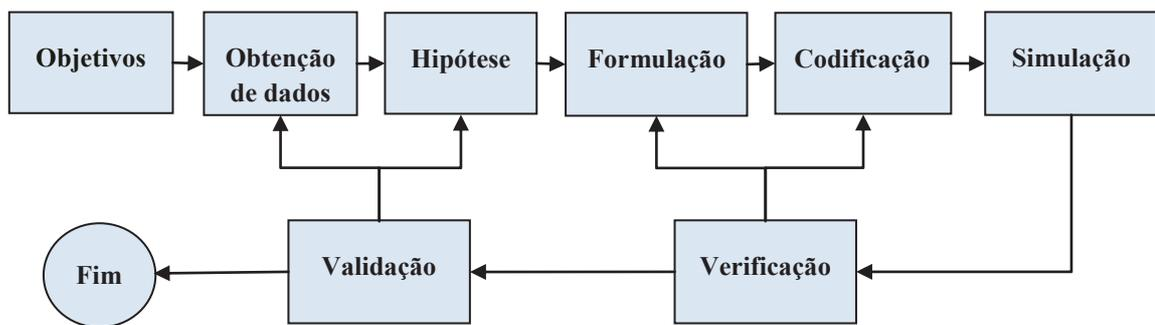 Objetivos
Obtenção
de dados
Hipótese
Formulação
Codificação
Simulação
Fim
Validação
Verificação